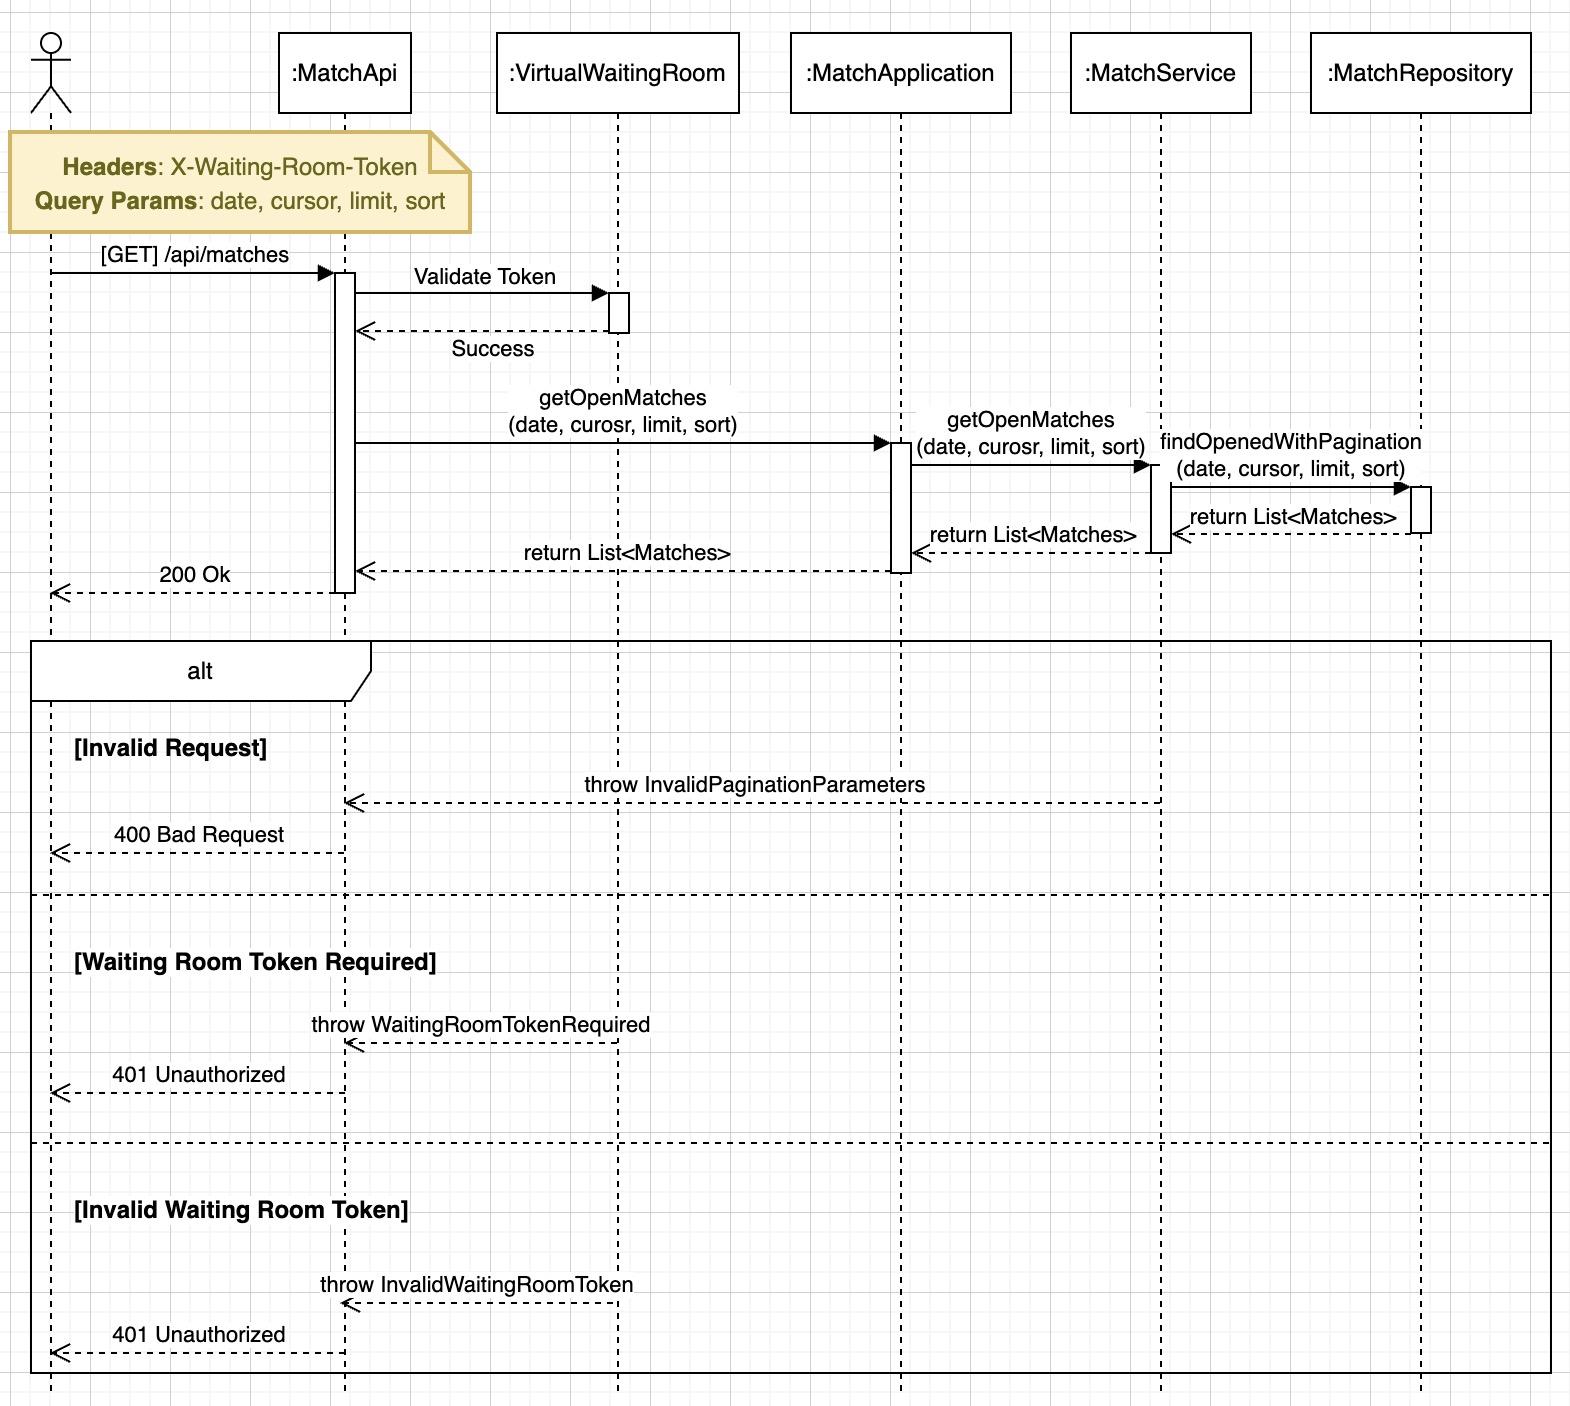 :MatchApi
:VirtualWaitingRoom
:MatchApplication
:MatchService
:MatchRepository
Headers: X-Waiting-Room-Token
Query Params: date, cursor, limit, sort
[GET] /api/matches
Validate Token
Success
getOpenMatches
(date, curosr, limit, sort)
getOpenMatches
(date, curosr, limit, sort)
findOpenedWithPagination
(date, cursor, limit, sort)
return List<Matches>
return List<Matches>
return List<Matches>
200 Ok
alt
[Invalid Request]
throw InvalidPaginationParameters
400 Bad Request
[Waiting Room Token Required]
throw WaitingRoomTokenRequired
401 Unauthorized
[Invalid Waiting Room Token]
throw InvalidWaitingRoomToken
401 Unauthorized